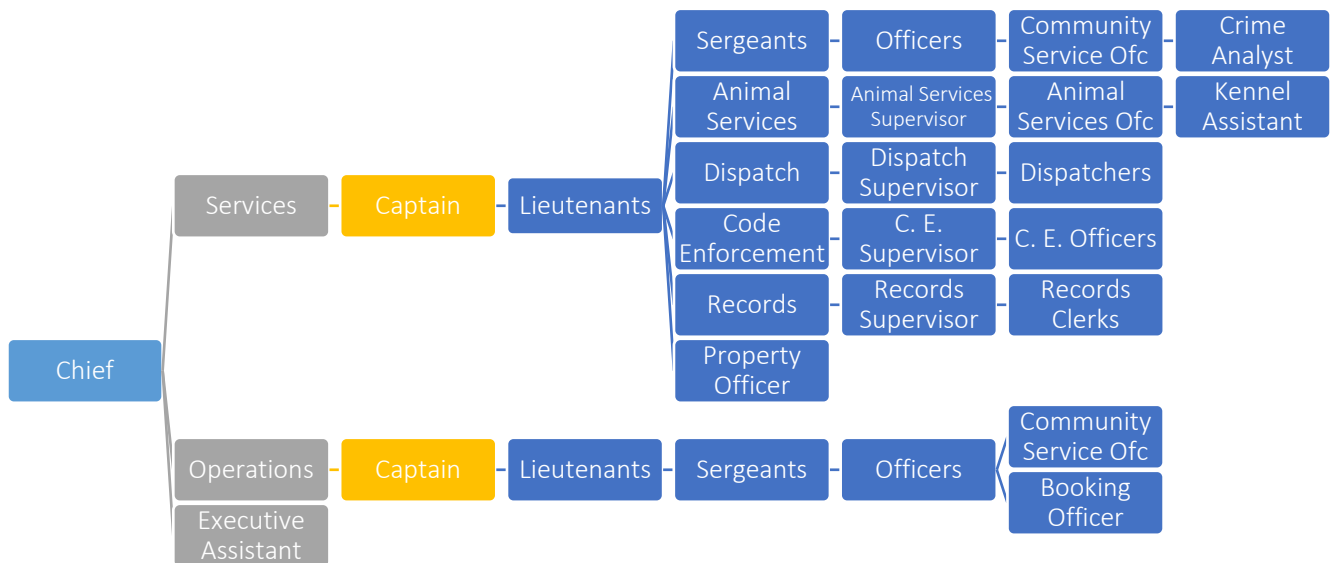 Sergeants
Officers
Community
Service Ofc
Crime
Analyst
Animal
Services
Animal Services
Supervisor
Animal
Services Ofc
Kennel
Assistant
Services
Captain
Lieutenants
Dispatch
Dispatch
Supervisor
Dispatchers
Code
Enforcement
C. E.
Supervisor
C. E. Officers
Records
Records
Supervisor
Records
Clerks
Property
Officer
Chief
Operations
Captain
Lieutenants
Sergeants
Officers
Community
Service Ofc
Booking
Officer
Executive
Assistant